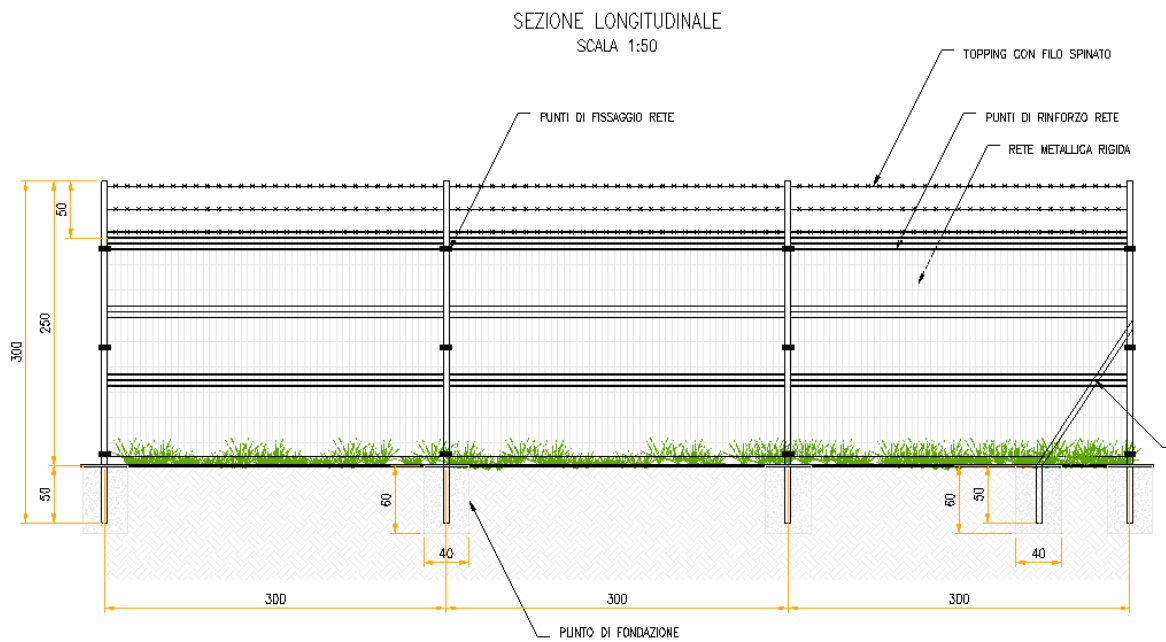 SEZIONE LONGITUDINALE
SCALA 1:50
TOPPING CON FILO SPINATO
PUNTI DI FISSAGGIO RETE
PUNTI DI RINFORZO RETE
RETE METALLICA RIGIDA
50
250
300
50
60
60
50
40
40
300
300
300
PUNTO DI FONDAZIONE